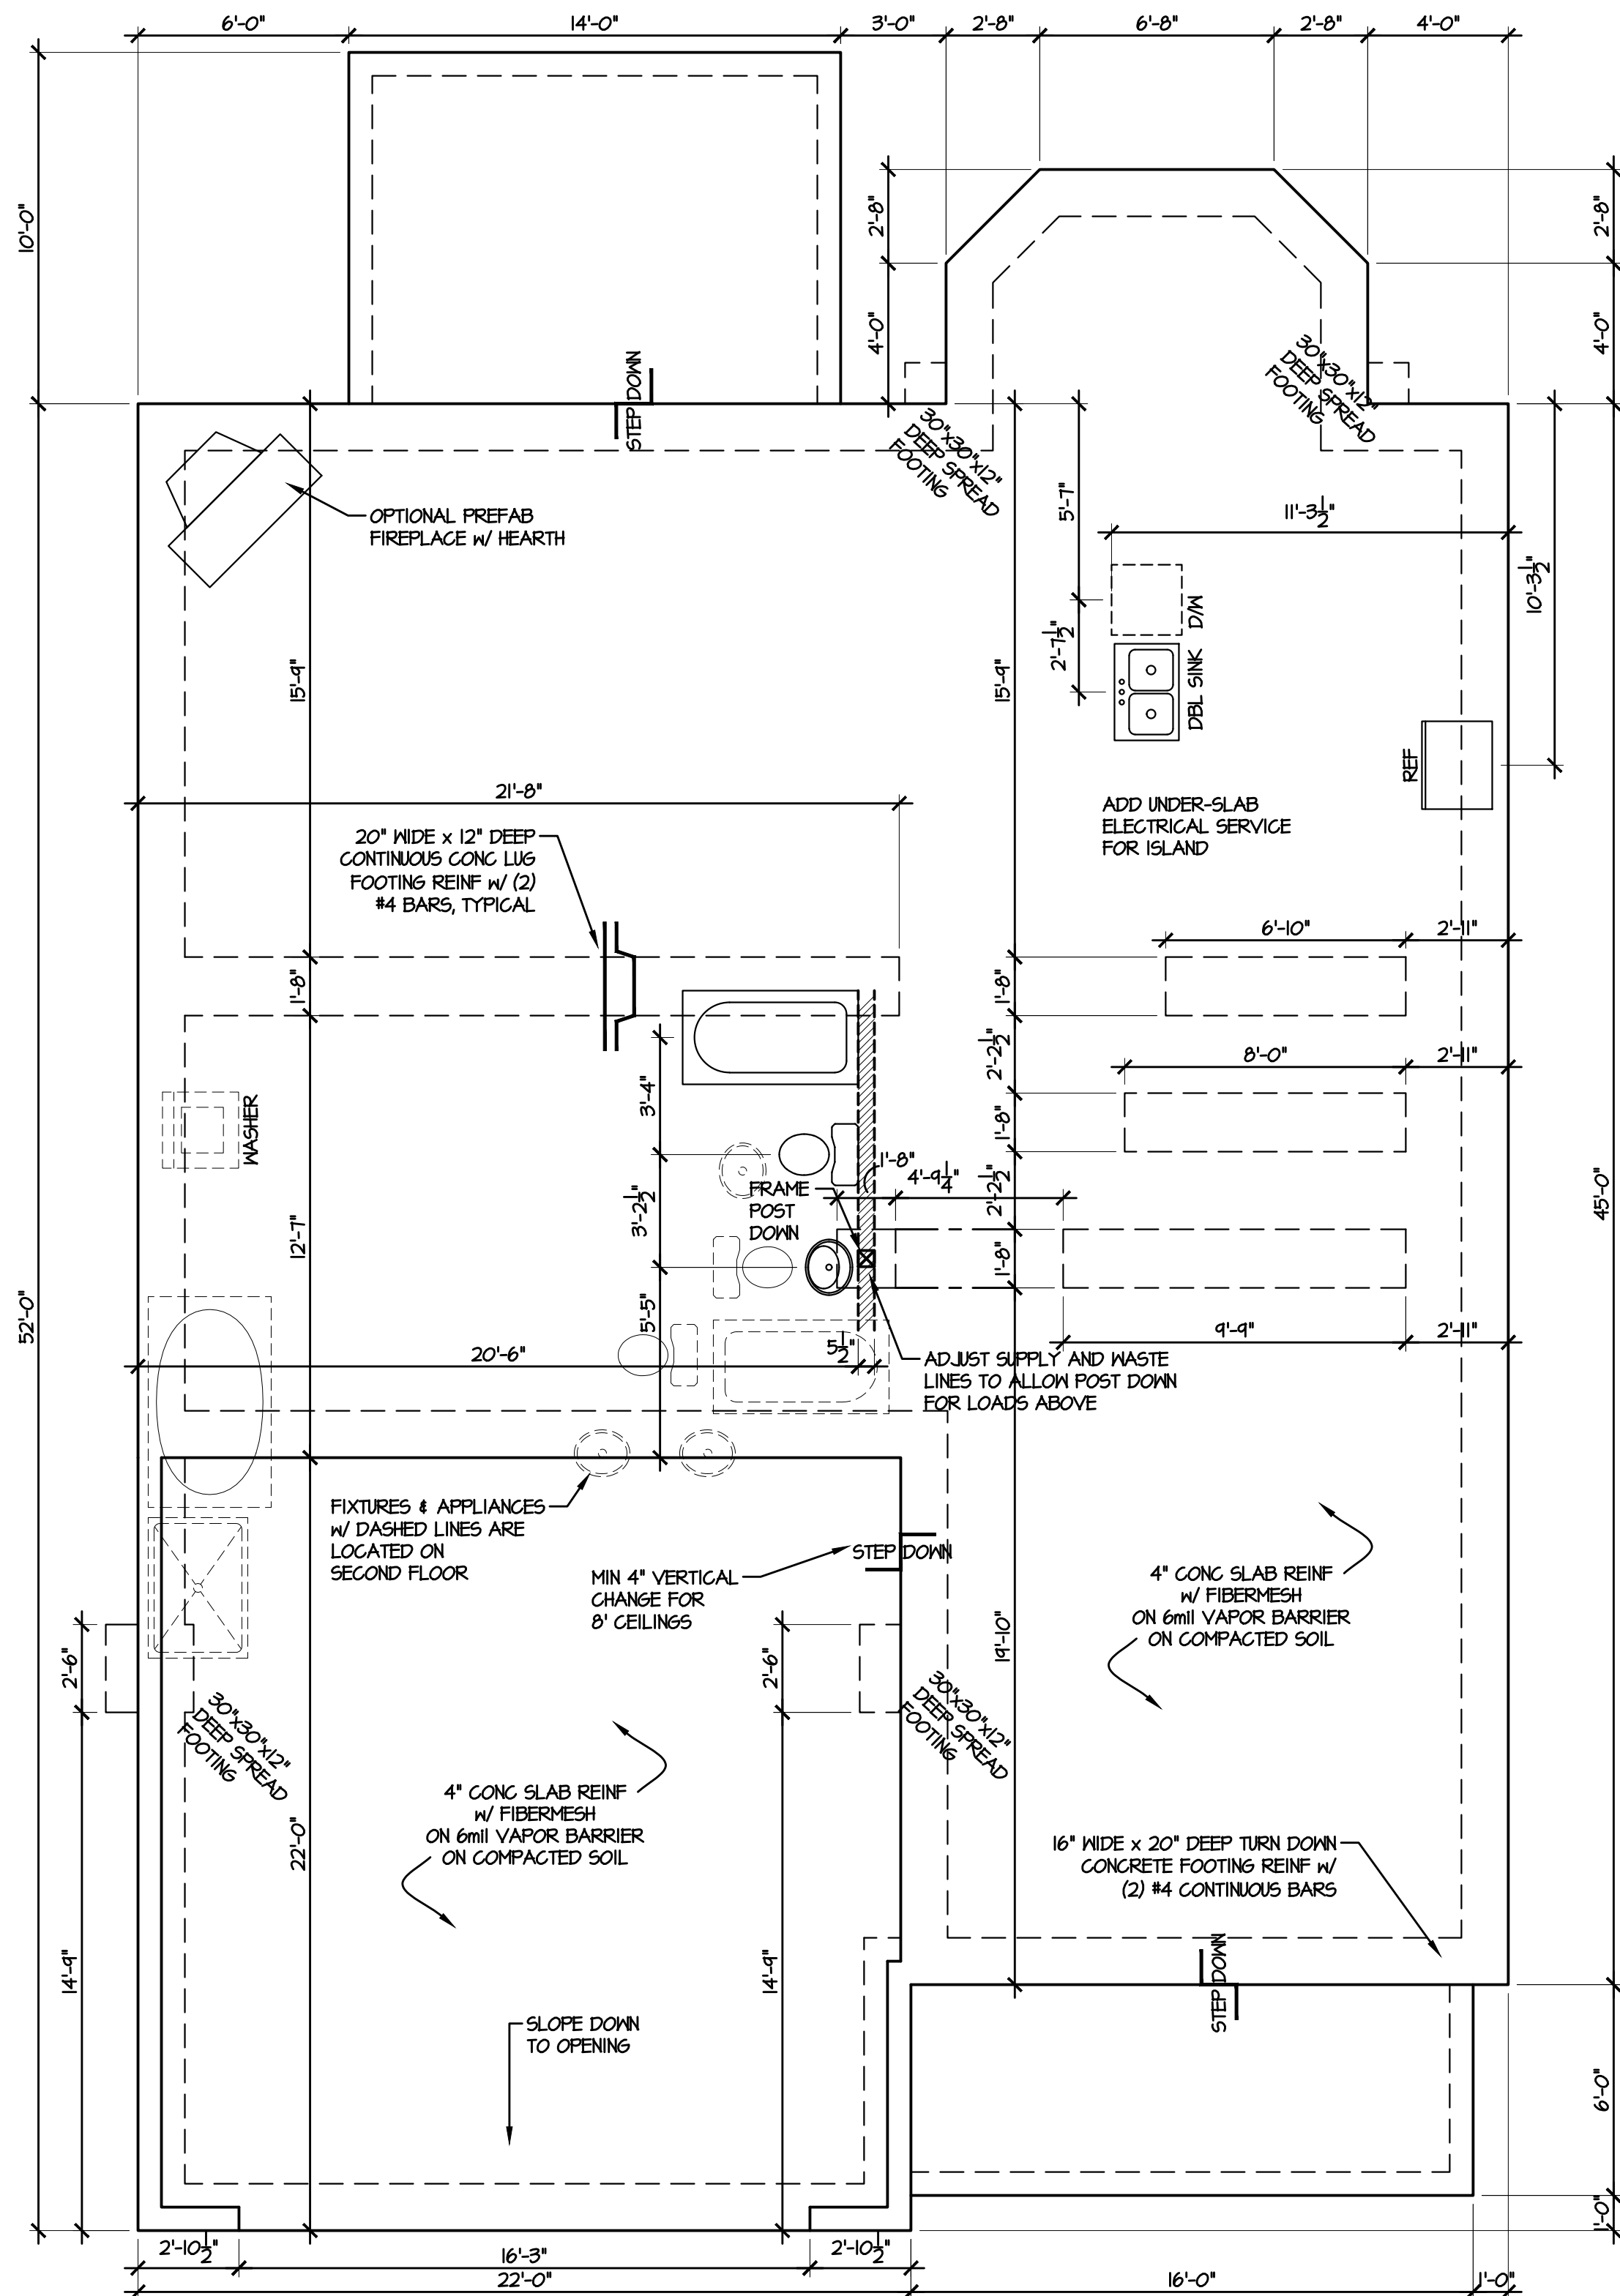 6'-0"
14'-0"
3'-0"
2'-8"
6'-8"
2'-8"
4'-0"
10'-0"
2'-8"
4'-0"
2'-8"
4'-0"
STEP DOWN
30"x30"x12"
DEEP SPREAD
FOOTING
30"x30"x12"
DEEP SPREAD
FOOTING
OPTIONAL PREFAB
FIREPLACE w/ HEARTH
5'-7"
11'-3 1/2"
10'-3 1/2"
D/W
2'-7 1/2"
DBL SINK
15'-9"
15'-9"
REF
21'-8"
ADD UNDER-SLAB
ELECTRICAL SERVICE
FOR ISLAND
20" WIDE x 12" DEEP
CONTINUOUS CONC LUG
FOOTING REINF w/ (2)
#4 BARS, TYPICAL
6'-10"
2'-11"
1'-8"
1'-8"
2'-2 1/2"
8'-0"
2'-11"
3'-4"
1'-8"
WASHER
1'-8"
4'-9 1/4"
2'-2 1/2"
FRAME
POST
DOWN
3'-2 1/2"
12'-7"
1'-8"
45'-0"
52'-0"
5'-5"
9'-9"
2'-11"
20'-6"
5 1/2"
ADJUST SUPPLY AND WASTE
LINES TO ALLOW POST DOWN
FOR LOADS ABOVE
FIXTURES & APPLIANCES
w/ DASHED LINES ARE
LOCATED ON
SECOND FLOOR
STEP DOWN
MIN 4" VERTICAL
CHANGE FOR
8' CEILINGS
4" CONC SLAB REINF
w/ FIBERMESH
ON 6mil VAPOR BARRIER
ON COMPACTED SOIL
19'-10"
2'-6"
2'-6"
30"x30"x12"
DEEP SPREAD
FOOTING
30"x30"x12"
DEEP SPREAD
FOOTING
4" CONC SLAB REINF
w/ FIBERMESH
ON 6mil VAPOR BARRIER
ON COMPACTED SOIL
22'-0"
16" WIDE x 20" DEEP TURN DOWN
CONCRETE FOOTING REINF w/
(2) #4 CONTINUOUS BARS
14'-9"
14'-9"
STEP DOWN
SLOPE DOWN
TO OPENING
6'-0"
1'-0"
2'-10 1/2"
16'-3"
2'-10 1/2"
22'-0"
16'-0"
1'-0"